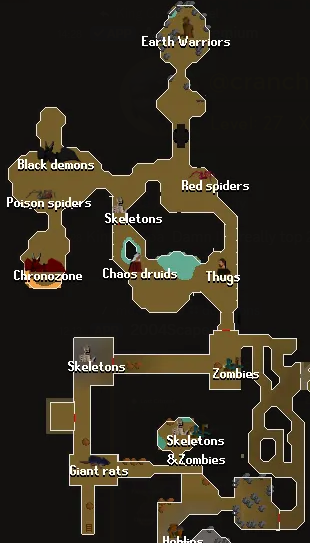 Earth Warriors
Black demons
Red spiders
Poison spiders
Skeletons
Chronozone
Chaos druids
Thugs
Skeletons
Zombies
Skeletons
&Zombies
Giant rats